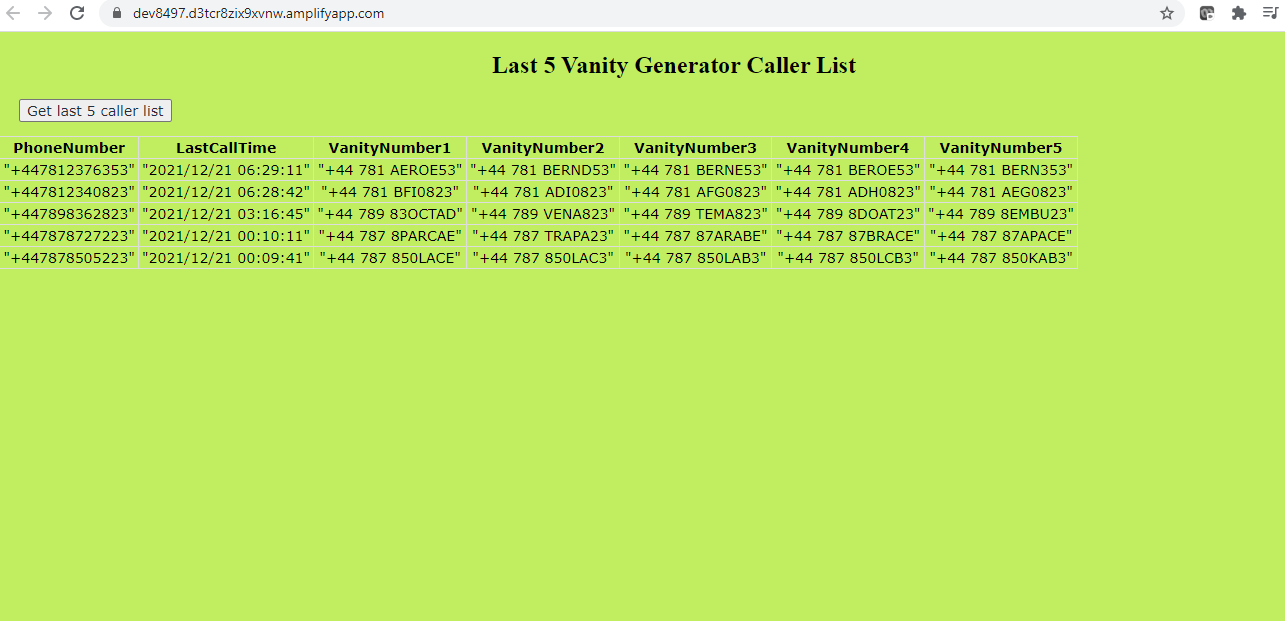 dev8497.d3tcr8zix9xvnw.amplifyapp.com
Last 5 Vanity Generator Caller List
Get last 5 caller list
PhoneNumber LastCallTime VanityNumber1 VanityNumber2 VanityNumber3 VanityNumber4 VanityNumber5
"+447812376353" "2021/12/21 06:29:11" "+44 781 AEROE53" "+44 781 BERND53" "+44 781 BERNE53" "+44 781 BEROE53" "+44 781 BERN353"
"+447812340823" "2021/12/21 06:28:42" "+44 781 BFI0823" "+44 781 ADI0823" "+44 781 AFG0823" "+44 781 ADH0823" "+44 781 AEG0823"
"+447898362823" "2021/12/21 03:16:45" "+44 789 83OCTAD" "+44 789 VENA823" "+44 789 TEMA823" "+44 789 8DOAT23" "+44 789 8EMBU23"
"+447878727223" "2021/12/21 00:10:11" "+44 787 8PARCAE" "+44 787 TRAPA23" "+44 787 87ARABE" "+44 787 87BRACE" "+44 787 87APACE"
"+447878505223" "2021/12/21 00:09:41" "+44 787 850LACE" "+44 787 850LAC3" "+44 787 850LAB3" "+44 787 850LCB3" "+44 787 850KAB3"